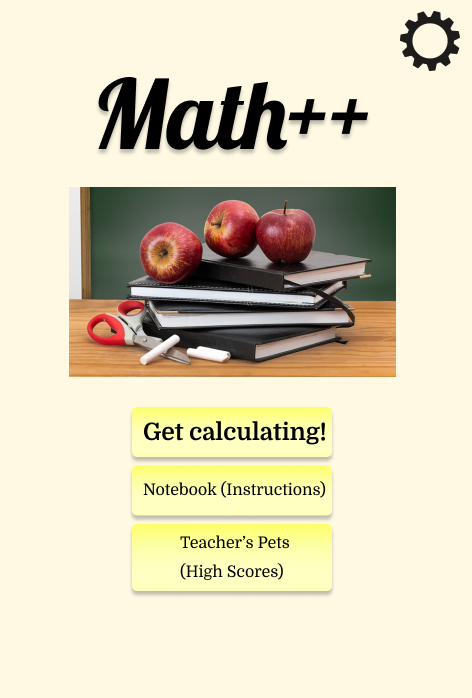 Math++
Get calculating!
Notebook (Instructions)
Teacher’s Pets
(High Scores)